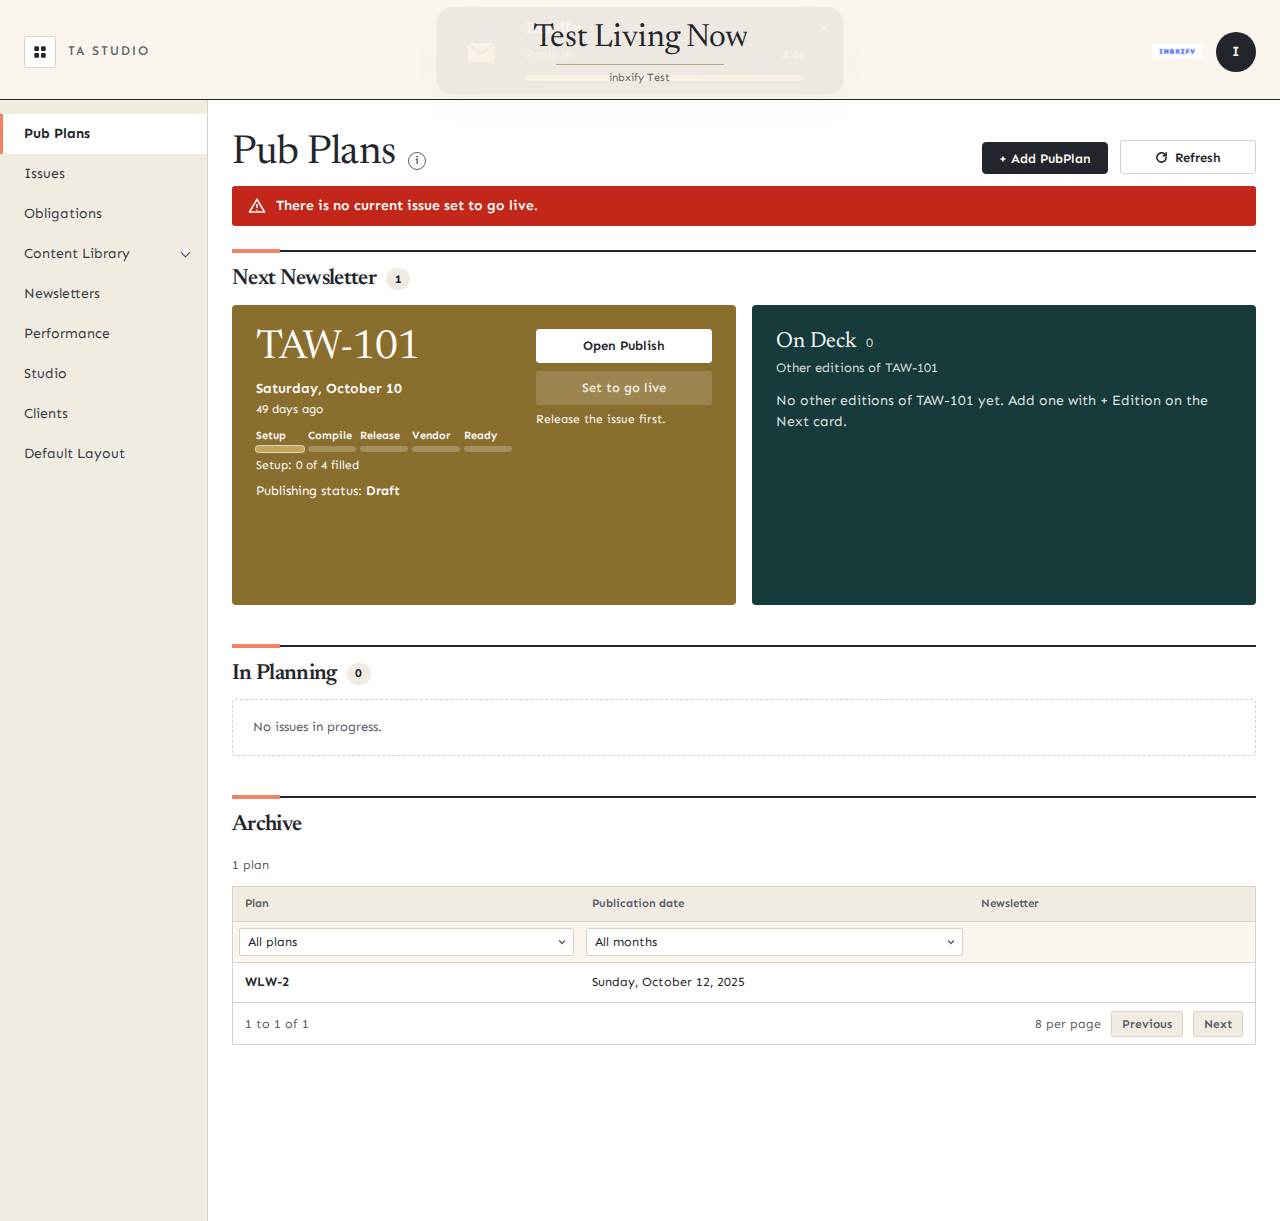 TA STUDIO
Test Living Now
inbxify Test
INBXIFY
I
Pub Plans
Issues
Obligations
Content Library
Newsletters
Performance
Studio
Clients
Default Layout
Pub Plans i
+ Add PubPlan
Refresh
There is no current issue set to go live.
Next Newsletter 1
TAW-101
Saturday, October 10
49 days ago
Setup Compile Release Vendor Ready
Setup: 0 of 4 filled
Publishing status: Draft
Open Publish
Set to go live
Release the issue first.
On Deck 0
Other editions of TAW-101
No other editions of TAW-101 yet. Add one with + Edition on the
Next card.
In Planning 0
No issues in progress.
Archive
1 plan
Plan Publication date Newsletter
All plans All months
WLW-2 Sunday, October 12, 2025
1 to 1 of 1 8 per page Previous Next